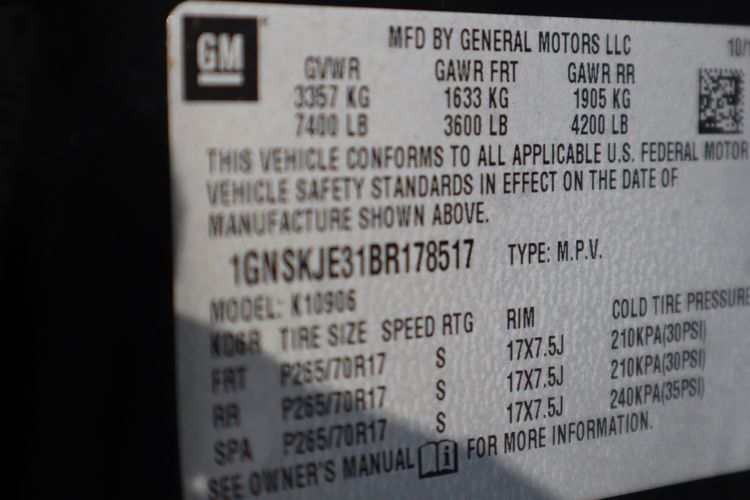 GM
MFD BY GENERAL MOTORS LLC 10/1
GVWR GAWR FRT GAWR RR
3357 KG 1633 KG 1905 KG
7400 LB 3600 LB 4200 LB
THIS VEHICLE CONFORMS TO ALL APPLICABLE U.S. FEDERAL MOTOR
VEHICLE SAFETY STANDARDS IN EFFECT ON THE DATE OF
MANUFACTURE SHOWN ABOVE.
1GNSKJE31BR178517 TYPE: M.P.V.
MODEL: K10906
TIRE SIZE SPEED RTG RIM COLD TIRE PRESSURE
FRT P265/70R17 S 17X7.5J 210KPA(30PSI)
RR P265/70R17 S 17X7.5J 210KPA(30PSI)
SPA P265/70R17 S 17X7.5J 240KPA(35PSI)
SEE OWNER'S MANUAL FOR MORE INFORMATION.